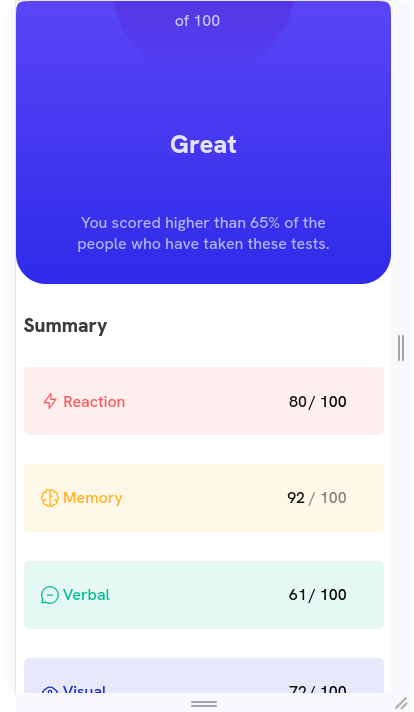 of 100
Great
You scored higher than 65% of the
people who have taken these tests.
Summary
Reaction 80/ 100
Memory 92 / 100
Verbal 61/ 100
Visual 72/ 100